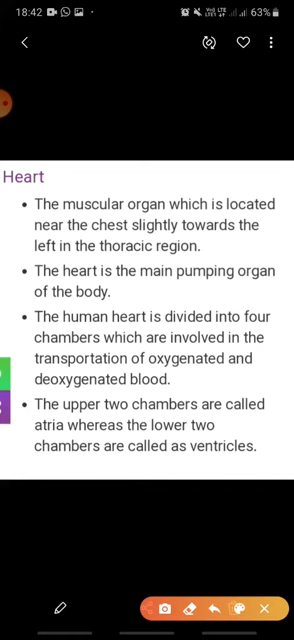 18:42
Vo)) LTE
LTE1
63%
Heart
• The muscular organ which is located
near the chest slightly towards the
left in the thoracic region.
• The heart is the main pumping organ
of the body.
• The human heart is divided into four
chambers which are involved in the
transportation of oxygenated and
deoxygenated blood.
• The upper two chambers are called
atria whereas the lower two
chambers are called as ventricles.